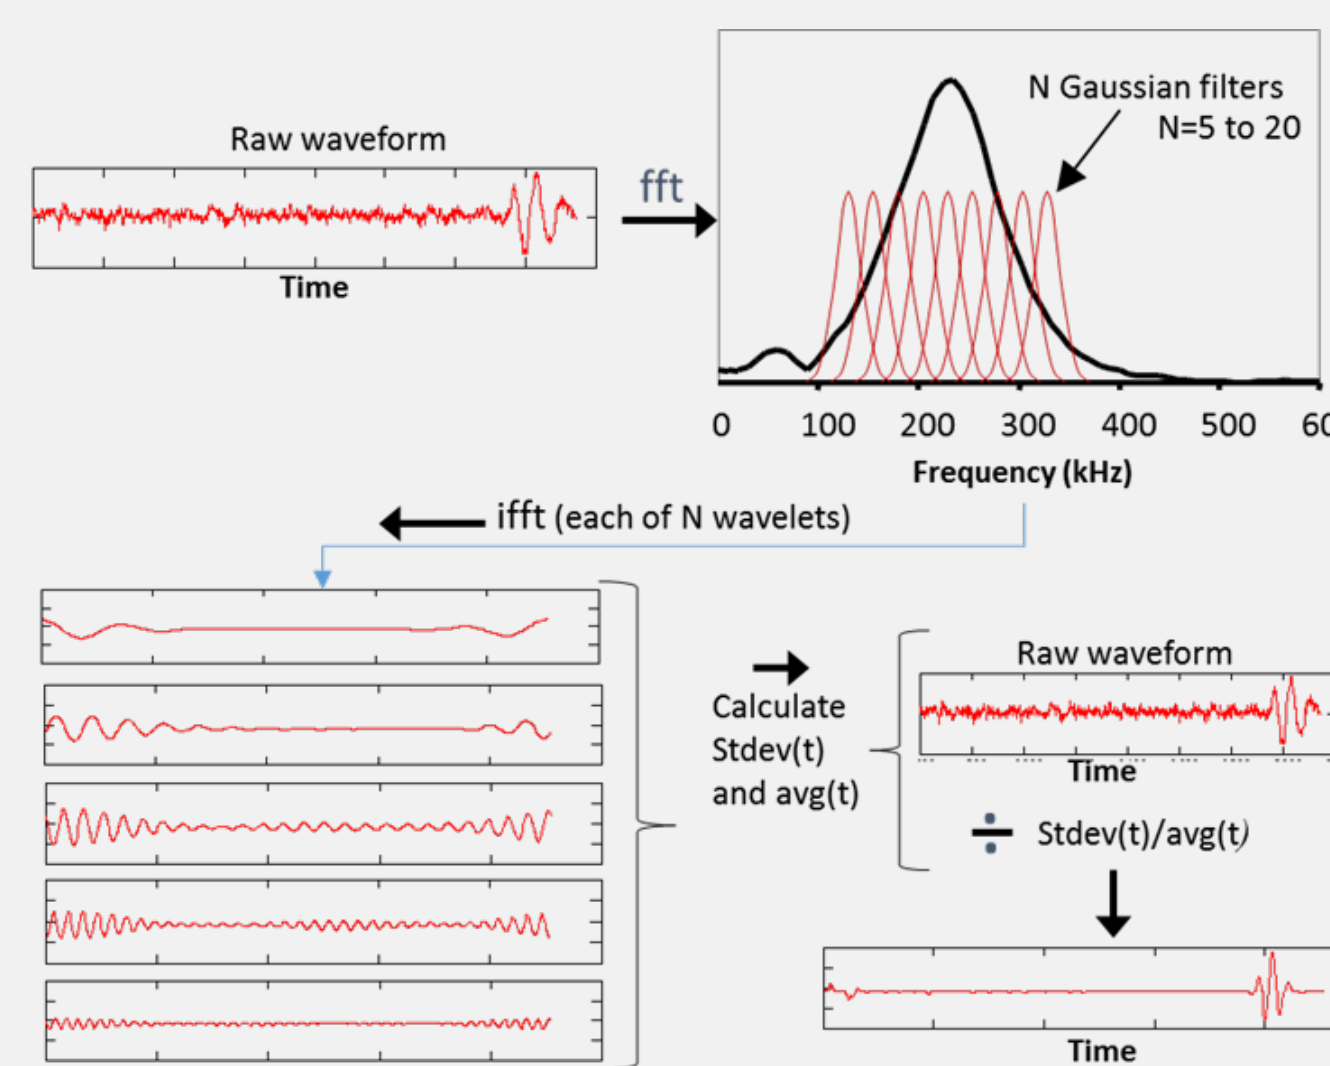 Raw waveform
Time
fft
N Gaussian filters
N=5 to 20
0 100 200 300 400 500 60
Frequency (kHz)
ifft (each of N wavelets)
Calculate
Stdev(t)
and avg(t)
Raw waveform
Time
÷ Stdev(t)/avg(t)
Time